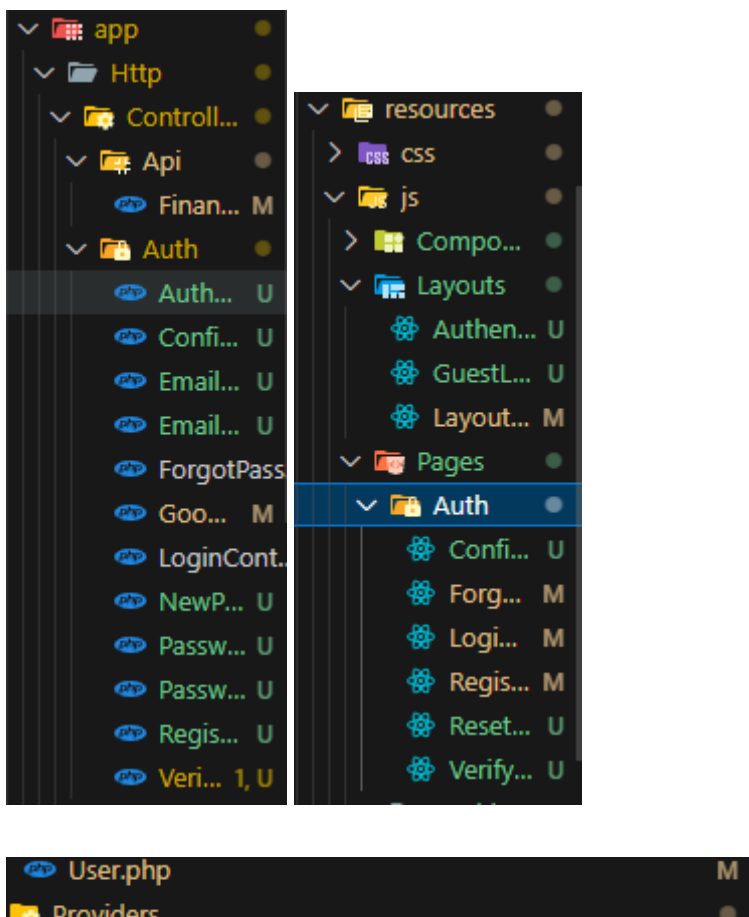 app
Http
Controll...
Api
Finan... M
Auth
Auth... U
Confi... U
Email... U
Email... U
ForgotPass
Goo... M
LoginCont..
NewP... U
Passw... U
Passw... U
Regis... U
Veri... 1, U
resources
css
js
Compo...
Layouts
Authen... U
GuestL... U
Layout... M
Pages
Auth
Confi... U
Forg... M
Logi... M
Regis... M
Reset... U
Verify... U
User.php M
Providers